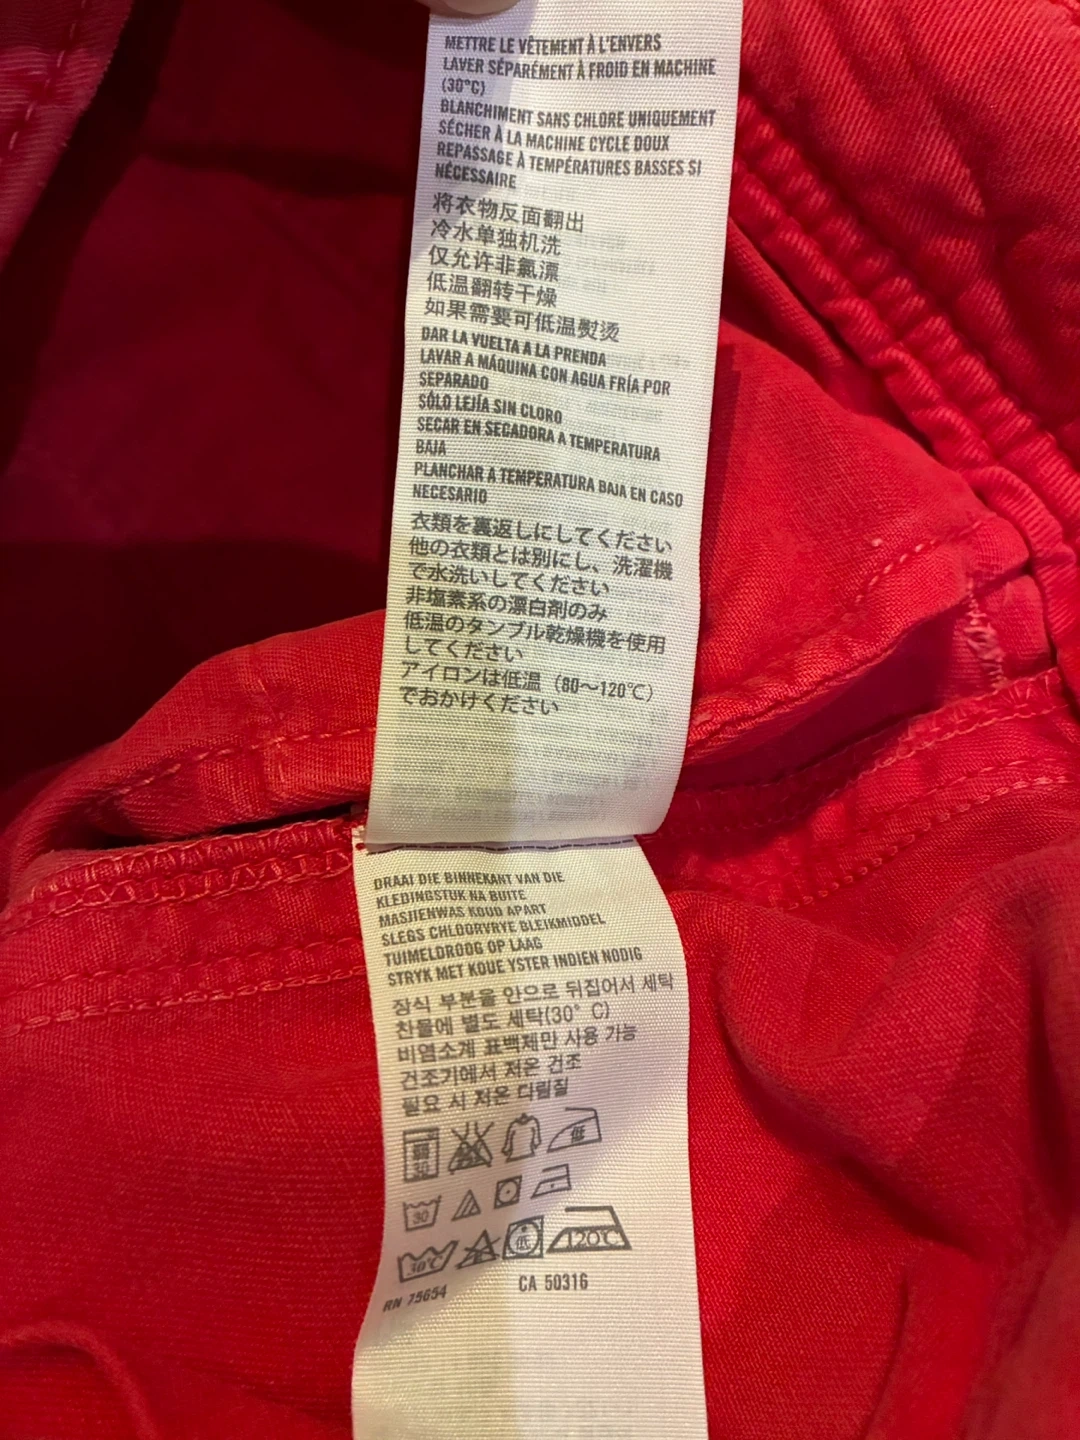 METTRE LE VÊTEMENT À L'ENVERS
LAVER SÉPARÉMENT À FROID EN MACHINE
(30°C)
BLANCHIMENT SANS CHLORE UNIQUEMENT
SÉCHER À LA MACHINE CYCLE DOUX
REPASSAGE À TEMPÉRATURES BASSES SI
NÉCESSAIRE
将衣物反面翻出
冷水单独机洗
仅允许非氯漂
低温翻转干燥
如果需要可低温熨烫
DAR LA VUELTA A LA PRENDA
LAVAR A MÁQUINA CON AGUA FRÍA POR
SEPARADO
SÓLO LEJÍA SIN CLORO
SECAR EN SECADORA A TEMPERATURA
BAJA
PLANCHAR A TEMPERATURA BAJA EN CASO
NECESARIO
衣類を裏返しにしてください
他の衣類とは別にし、洗濯機
で水洗いしてください
非塩素系の漂白剤のみ
低温のタンブル乾燥機を使用
してください
アイロンは低温（80〜120℃）
でおかけください
DRAAI DIE BINNEKANT VAN DIE
KLEDINGSTUK NA BUITE
MASJIENWAS KOUD APART
SLEGS CHLOORVRYE BLEIKMIDDEL
TUIMELDROOG OP LAAG
STRYK MET KOUE YSTER INDIEN NODIG
장식 부분을 안으로 뒤집어서 세탁
찬물에 별도 세탁(30° C)
비염소계 표백제만 사용 가능
건조기에서 저온 건조
필요 시 저온 다림질
30 低
30
30℃ 低 120℃
RN 75654 CA 50316